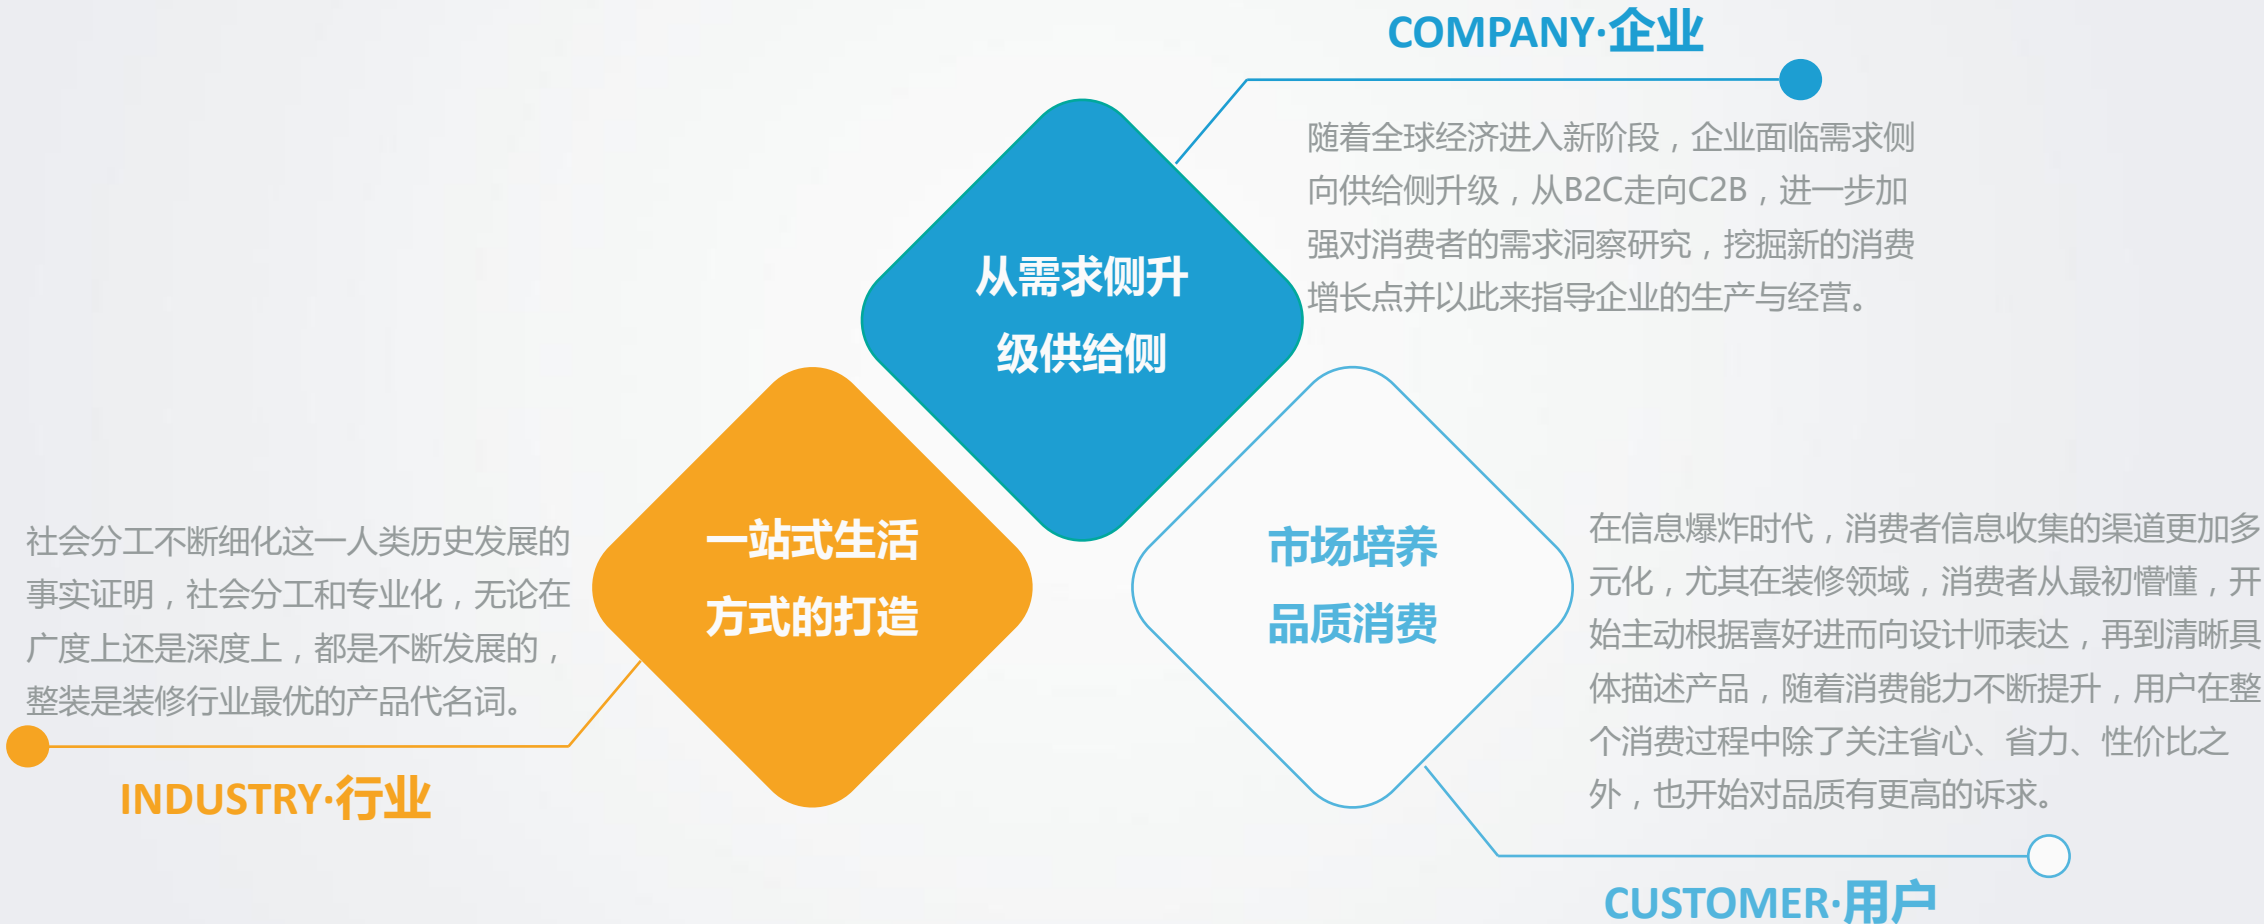 COMPANY·企业
随着全球经济进入新阶段，企业面临需求侧
向供给侧升级，从B2C走向C2B，进一步加
强对消费者的需求洞察研究，挖掘新的消费
增长点并以此来指导企业的生产与经营。
从需求侧升
级供给侧
一站式生活
方式的打造
社会分工不断细化这一人类历史发展的
事实证明，社会分工和专业化，无论在
广度上还是深度上，都是不断发展的，
整装是装修行业最优的产品代名词。
INDUSTRY·行业
市场培养
品质消费
在信息爆炸时代，消费者信息收集的渠道更加多
元化，尤其在装修领域，消费者从最初懵懂，开
始主动根据喜好进而向设计师表达，再到清晰具
体描述产品，随着消费能力不断提升，用户在整
个消费过程中除了关注省心、省力、性价比之
外，也开始对品质有更高的诉求。
CUSTOMER·用户